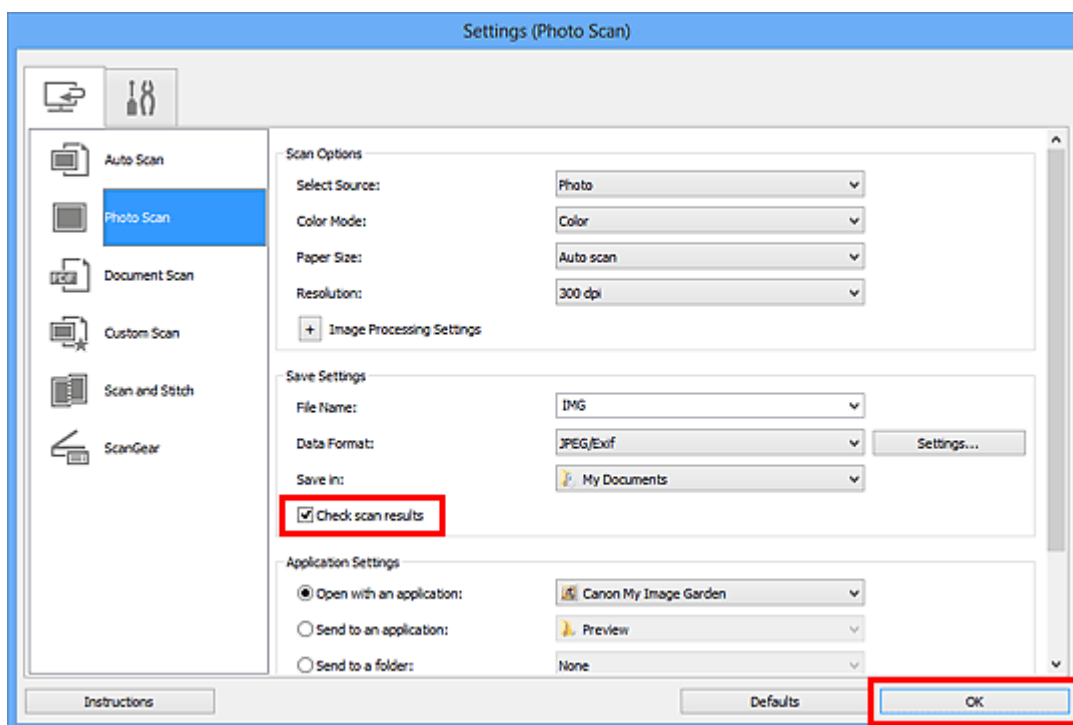 Settings (Photo Scan)
Auto Scan
Photo Scan
Document Scan
Custom Scan
Scan and Stitch
ScanGear
Scan Options
Select Source: Photo
Color Mode: Color
Paper Size: Auto scan
Resolution: 300 dpi
+ Image Processing Settings
Save Settings
File Name: IMG
Data Format: JPEG/Exif Settings...
Save in: My Documents
Check scan results
Application Settings
Open with an application: Canon My Image Garden
Send to an application: Preview
Send to a folder: None
Instructions Defaults OK